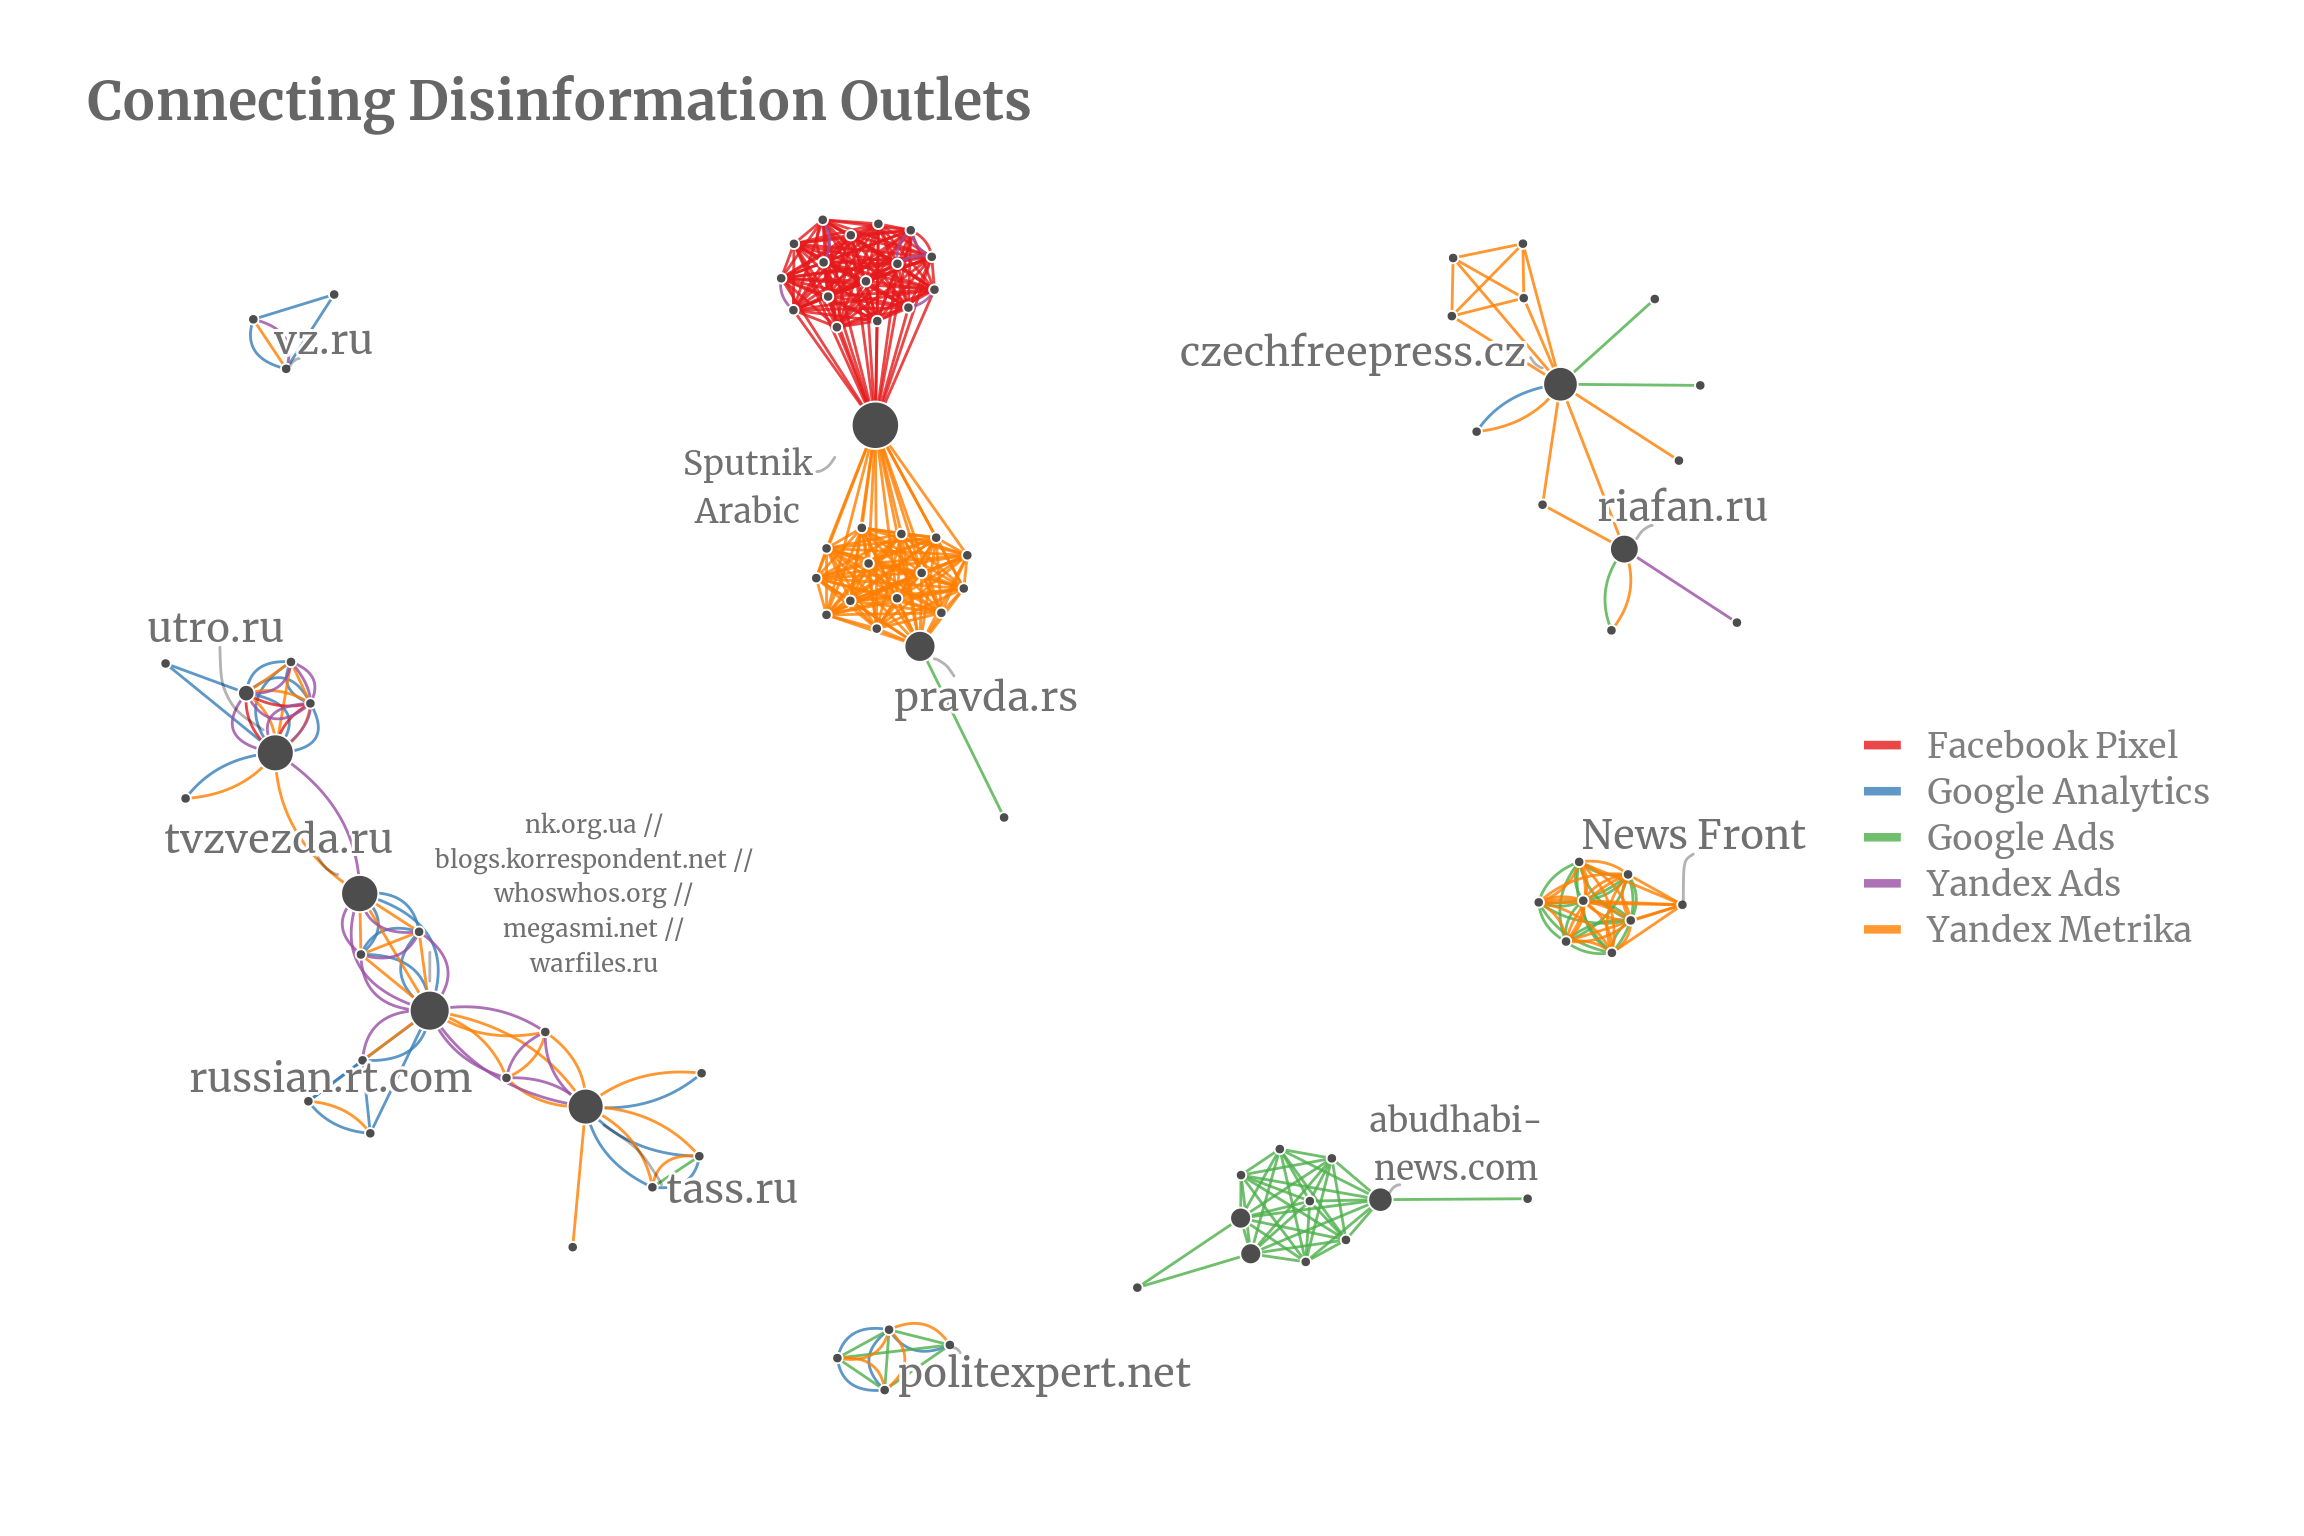 Connecting Disinformation Outlets
vz.ru
czechfreepress.cz
Sputnik
Arabic
riafan.ru
utro.ru
pravda.rs
Facebook Pixel
Google Analytics
Google Ads
Yandex Ads
Yandex Metrika
tvzvezda.ru
nk.org.ua //
blogs.korrespondent.net //
whoswhos.org //
megasmi.net //
warfiles.ru
News Front
russian.rt.com
abudhabi-
news.com
tass.ru
politexpert.net